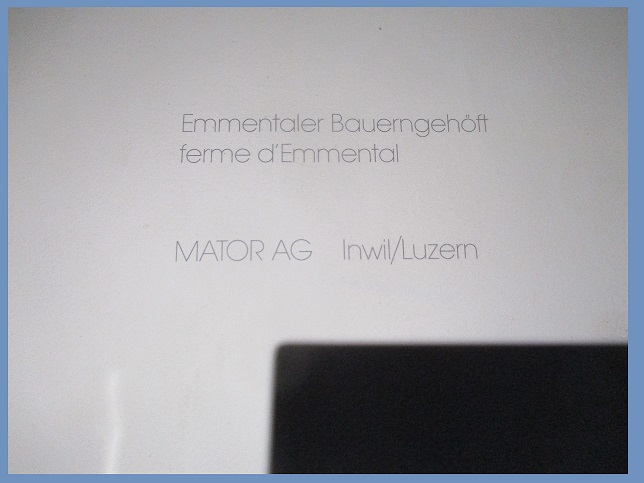 Emmentaler Bauerngehöft
ferme d'Emmental
MATOR AG Inwil/Luzern